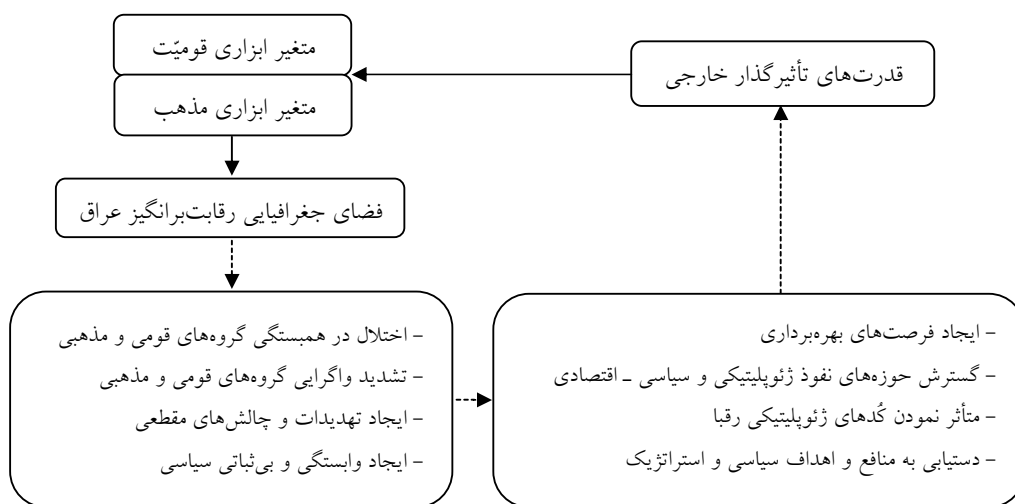 متغیر ابزاری قومیّت
متغیر ابزاری مذهب
قدرت‌های تأثیرگذار خارجی
فضای جغرافیایی رقابت‌برانگیز عراق
- اختلال در همبستگی گروه‌های قومی و مذهبی
- تشدید واگرایی گروه‌های قومی و مذهبی
- ایجاد تهدیدات و چالش‌های مقطعی
- ایجاد وابستگی و بی‌ثباتی سیاسی
- ایجاد فرصت‌های بهره‌برداری
- گسترش حوزه‌های نفوذ ژئوپلیتیکی و سیاسی ـ اقتصادی
- متأثر نمودن کُدهای ژئوپلیتیکی رقبا
- دستیابی به منافع و اهداف سیاسی و استراتژیک